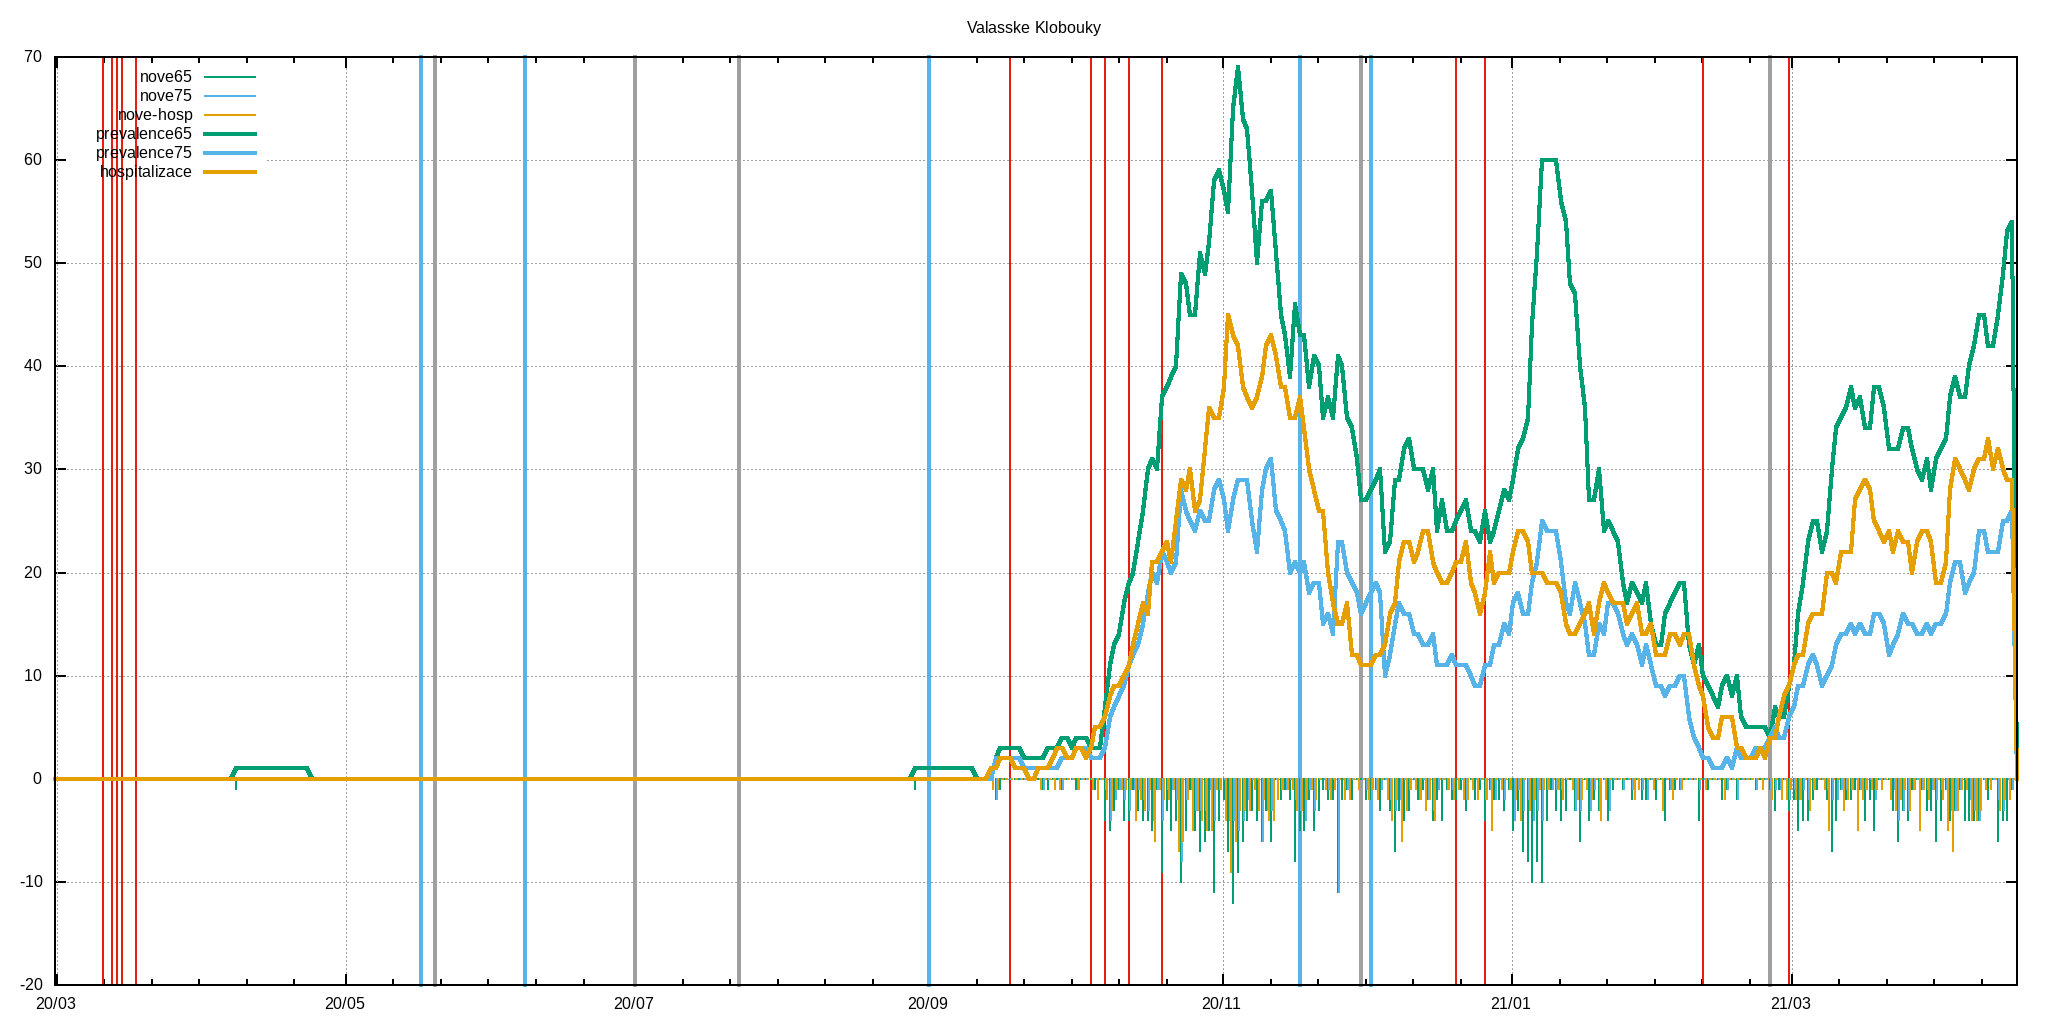 Valasske Klobouky
70
60
50
40
30
20
10
0
-10
-20
nove65
nove75
nove-hosp
prevalence65
prevalence75
hospitalizace
20/03 20/05 20/07 20/09 20/11 21/01 21/03